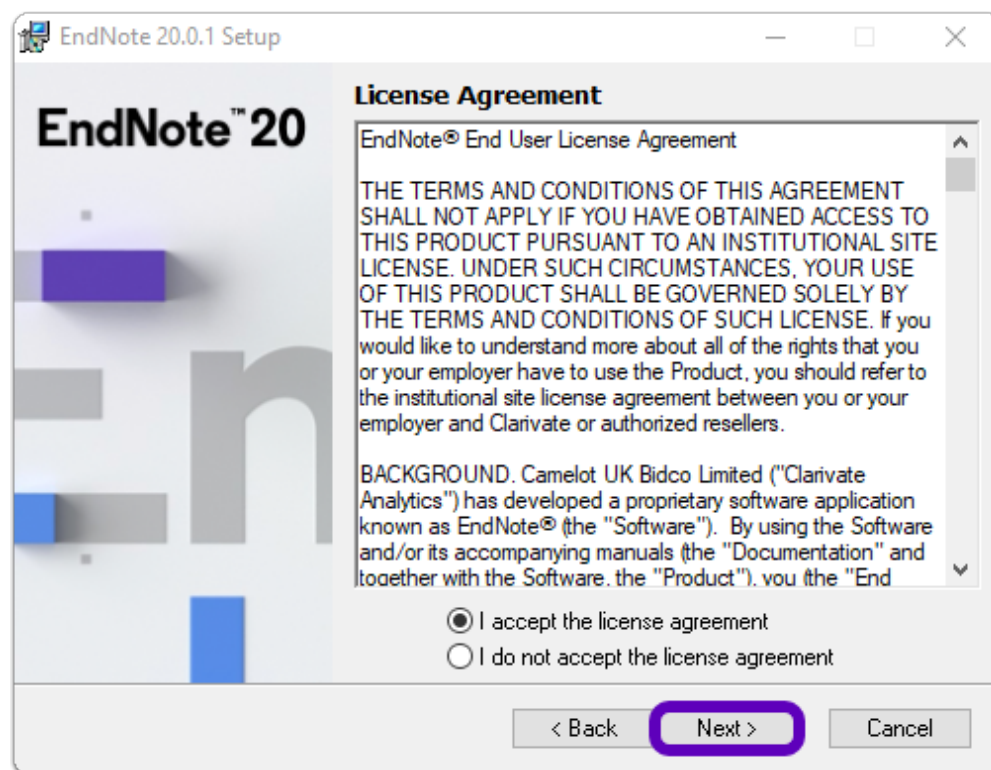 EndNote 20.0.1 Setup
EndNote™20
License Agreement
EndNote® End User License Agreement
THE TERMS AND CONDITIONS OF THIS AGREEMENT
SHALL NOT APPLY IF YOU HAVE OBTAINED ACCESS TO
THIS PRODUCT PURSUANT TO AN INSTITUTIONAL SITE
LICENSE. UNDER SUCH CIRCUMSTANCES, YOUR USE
OF THIS PRODUCT SHALL BE GOVERNED SOLELY BY
THE TERMS AND CONDITIONS OF SUCH LICENSE. If you
would like to understand more about all of the rights that you
or your employer have to use the Product, you should refer to
the institutional site license agreement between you or your
employer and Clarivate or authorized resellers.
BACKGROUND. Camelot UK Bidco Limited ("Clarivate
Analytics") has developed a proprietary software application
known as EndNote® (the "Software").  By using the Software
and/or its accompanying manuals (the "Documentation" and
together with the Software, the "Product"), you (the "End
I accept the license agreement
I do not accept the license agreement
< Back
Next >
Cancel
En